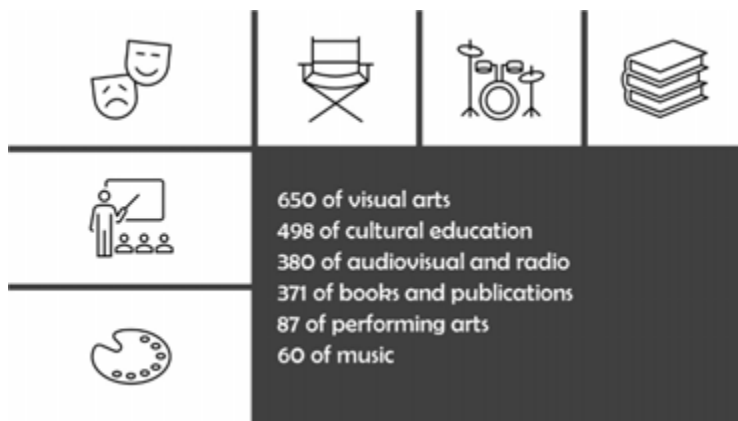 650 of visual arts
498 of cultural education
380 of audiovisual and radio
371 of books and publications
87 of performing arts
60 of music